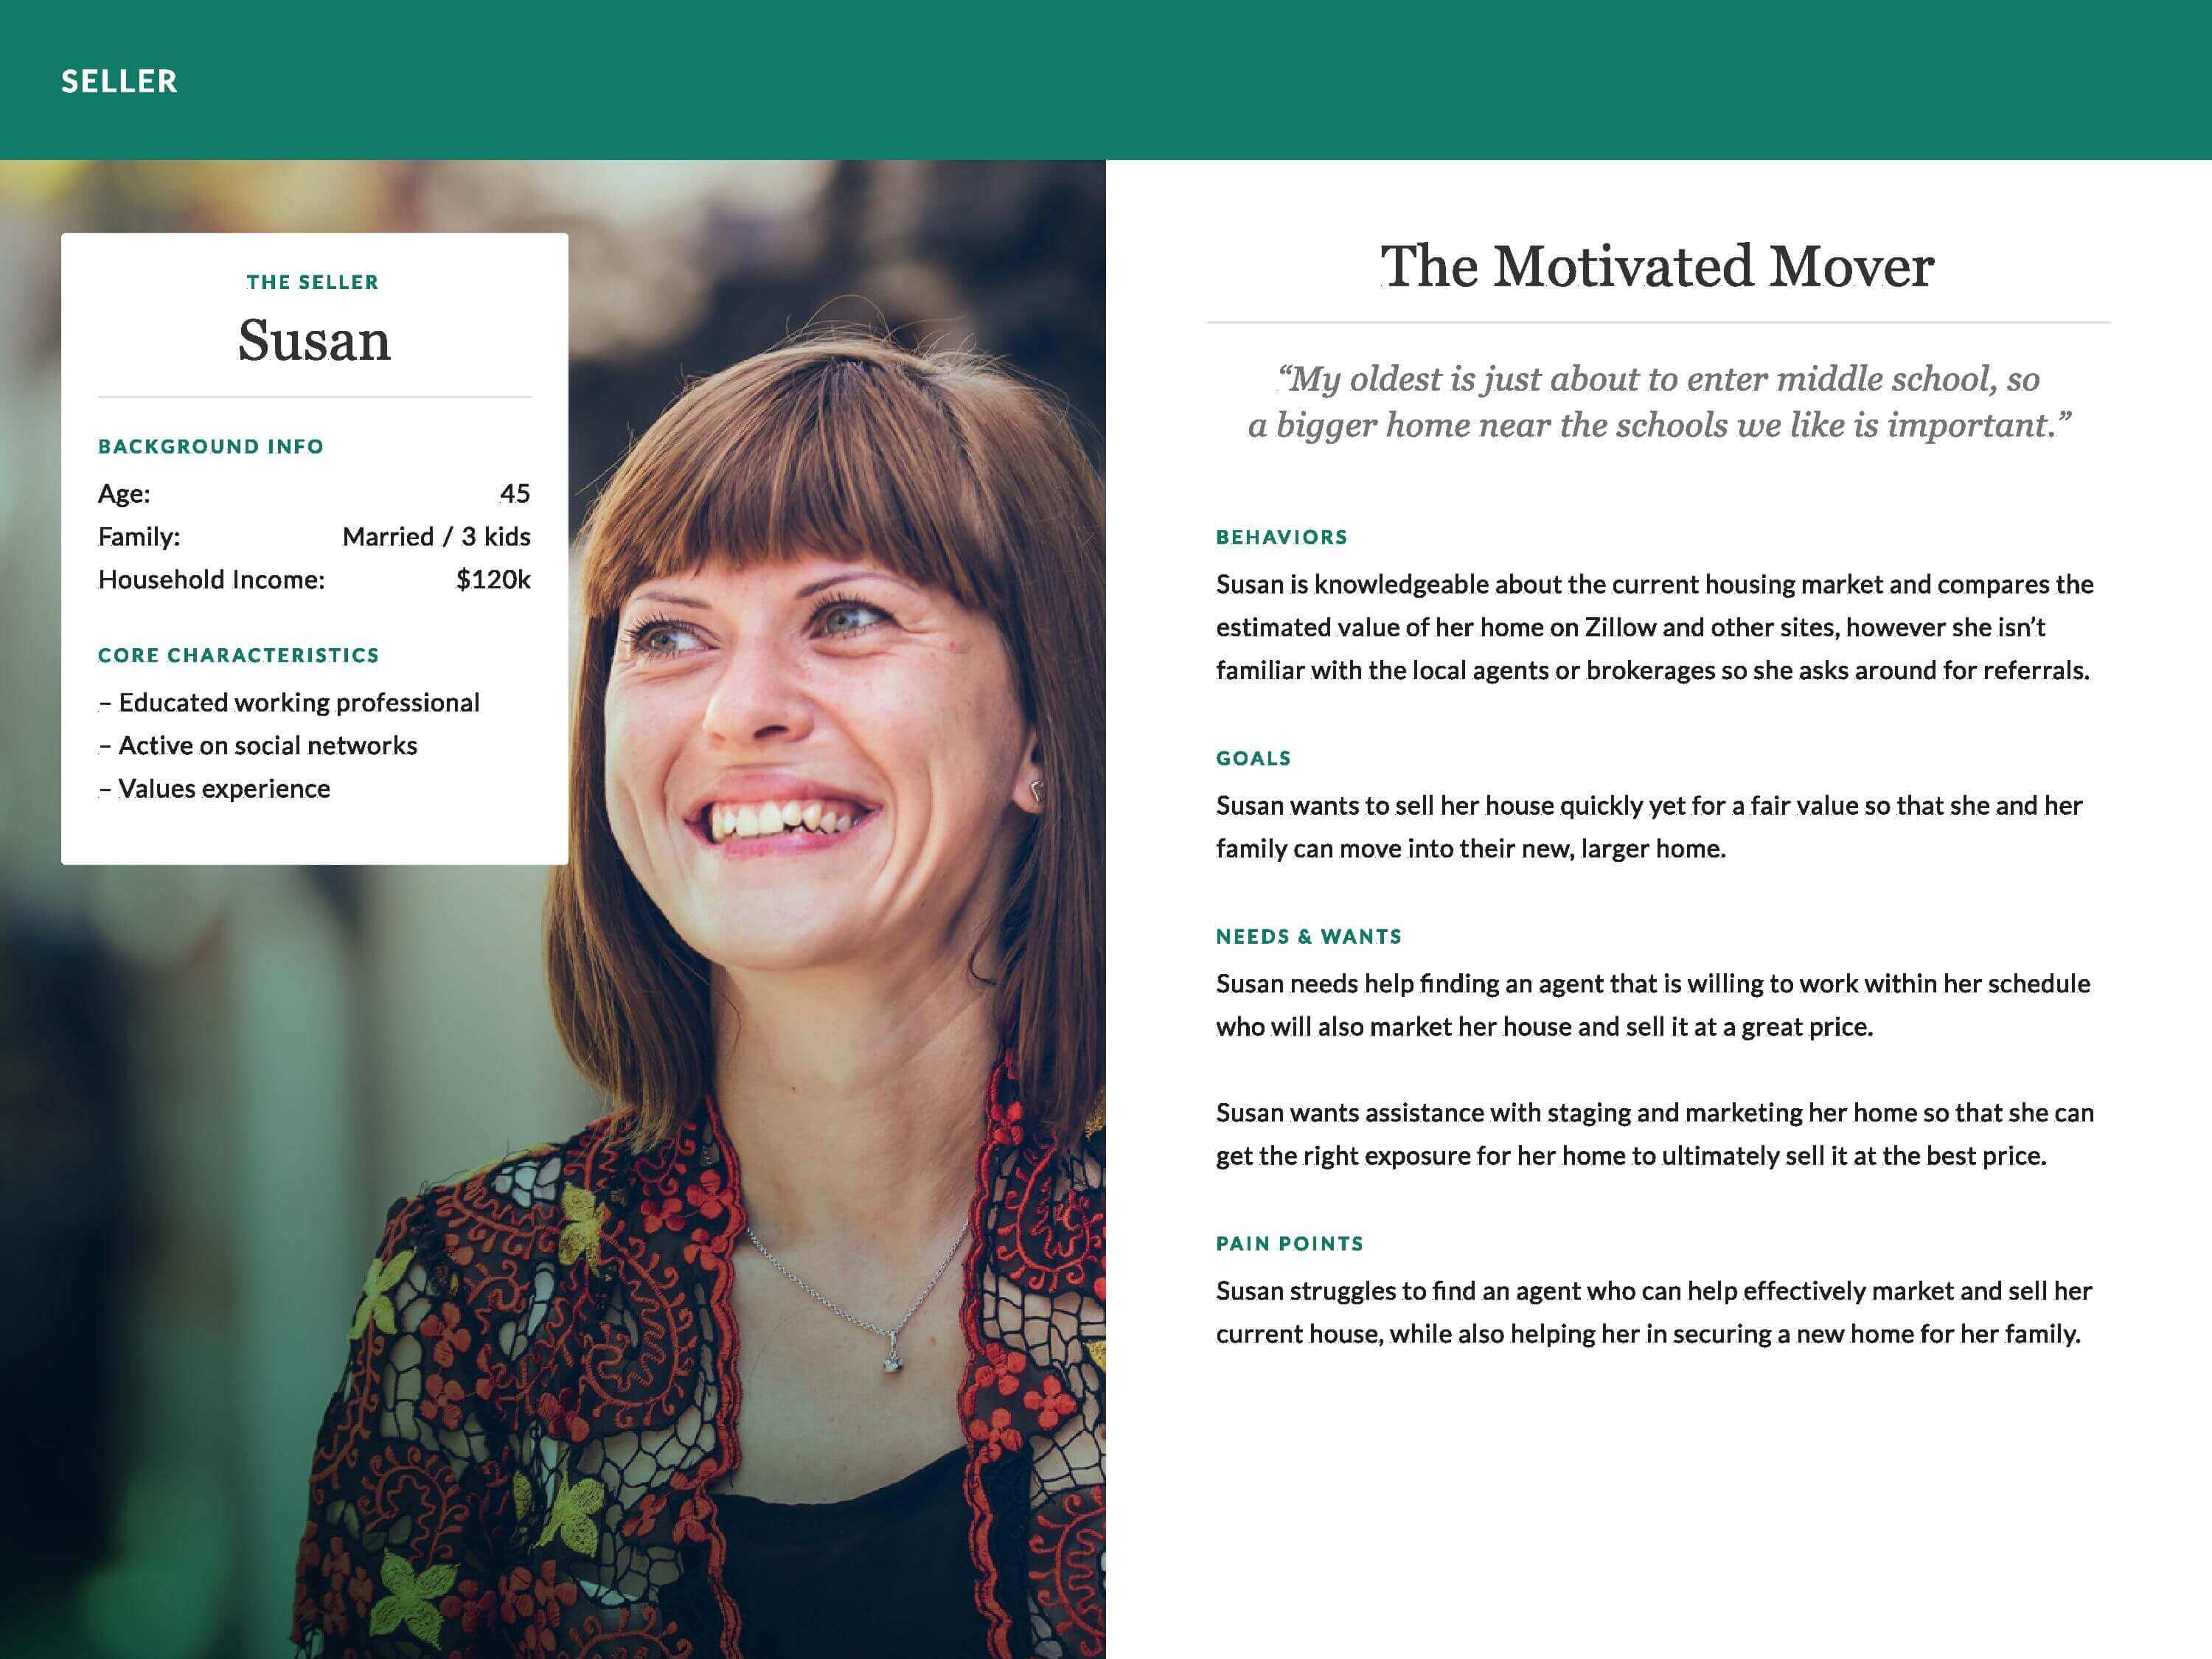 SELLER
THE SELLER
Susan
BACKGROUND INFO
Age: 45
Family: Married / 3 kids
Household Income: $120k
CORE CHARACTERISTICS
– Educated working professional
– Active on social networks
– Values experience
The Motivated Mover
“My oldest is just about to enter middle school, so
a bigger home near the schools we like is important.”
BEHAVIORS
Susan is knowledgeable about the current housing market and compares the
estimated value of her home on Zillow and other sites, however she isn’t
familiar with the local agents or brokerages so she asks around for referrals.
GOALS
Susan wants to sell her house quickly yet for a fair value so that she and her
family can move into their new, larger home.
NEEDS & WANTS
Susan needs help finding an agent that is willing to work within her schedule
who will also market her house and sell it at a great price.
Susan wants assistance with staging and marketing her home so that she can
get the right exposure for her home to ultimately sell it at the best price.
PAIN POINTS
Susan struggles to find an agent who can help effectively market and sell her
current house, while also helping her in securing a new home for her family.